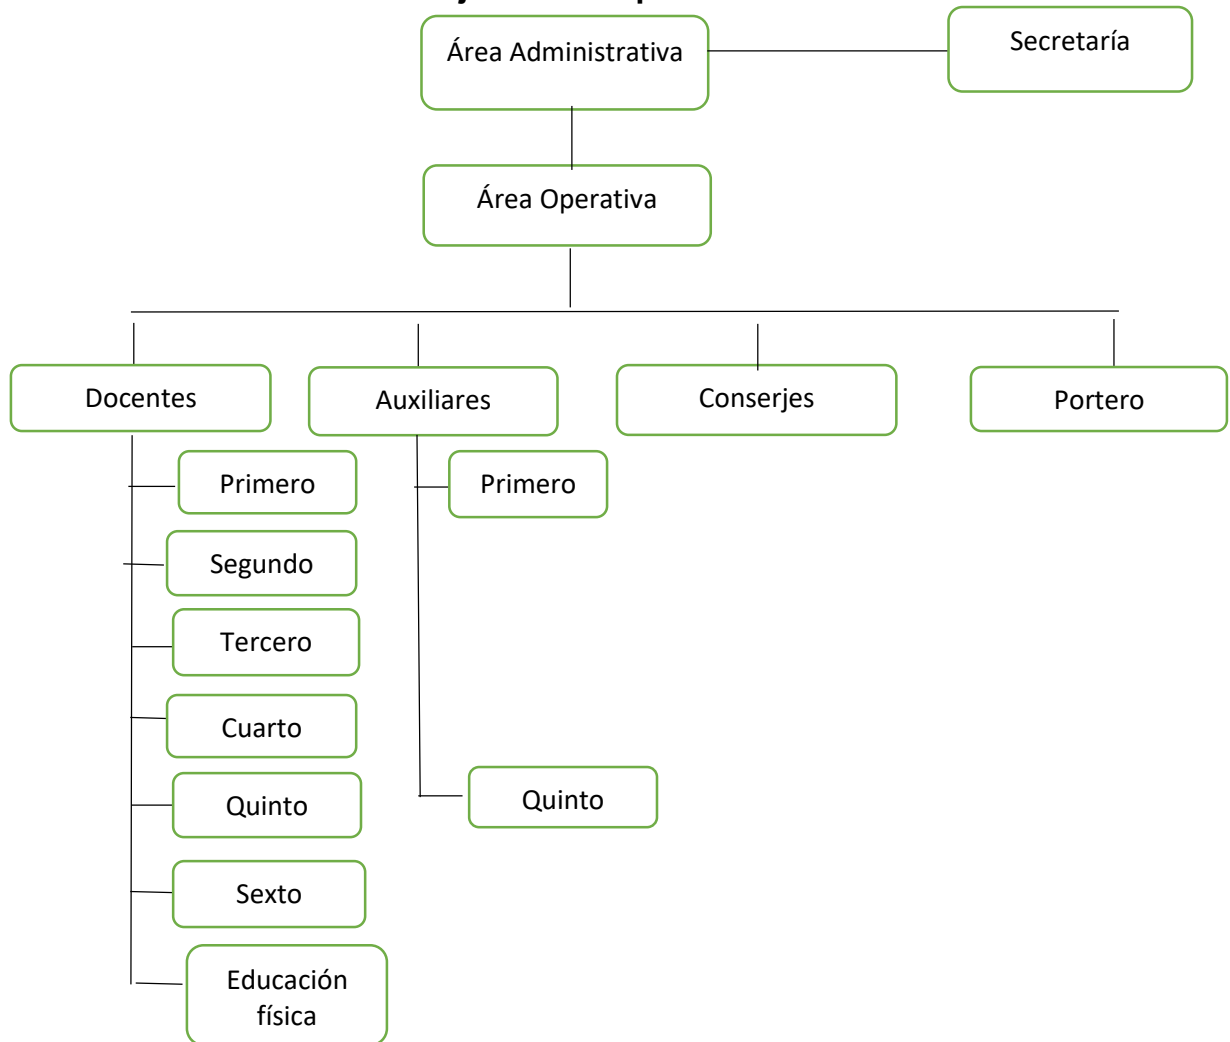 Área Administrativa
Secretaría
Área Operativa
Docentes
Auxiliares
Conserjes
Portero
Primero
Primero
Segundo
Tercero
Cuarto
Quinto
Quinto
Sexto
Educación
física